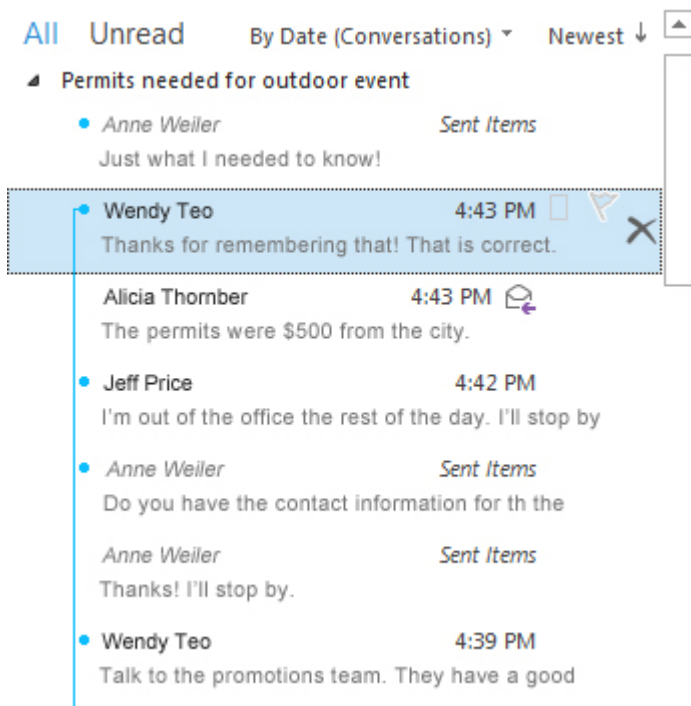 All Unread By Date (Conversations) Newest
Permits needed for outdoor event
Anne Weiler Sent Items
Just what I needed to know!
Wendy Teo 4:43 PM
Thanks for remembering that! That is correct.
Alicia Thornber 4:43 PM
The permits were $500 from the city.
Jeff Price 4:42 PM
I'm out of the office the rest of the day. I'll stop by
Anne Weiler Sent Items
Do you have the contact information for th the
Anne Weiler Sent Items
Thanks! I'll stop by.
Wendy Teo 4:39 PM
Talk to the promotions team. They have a good